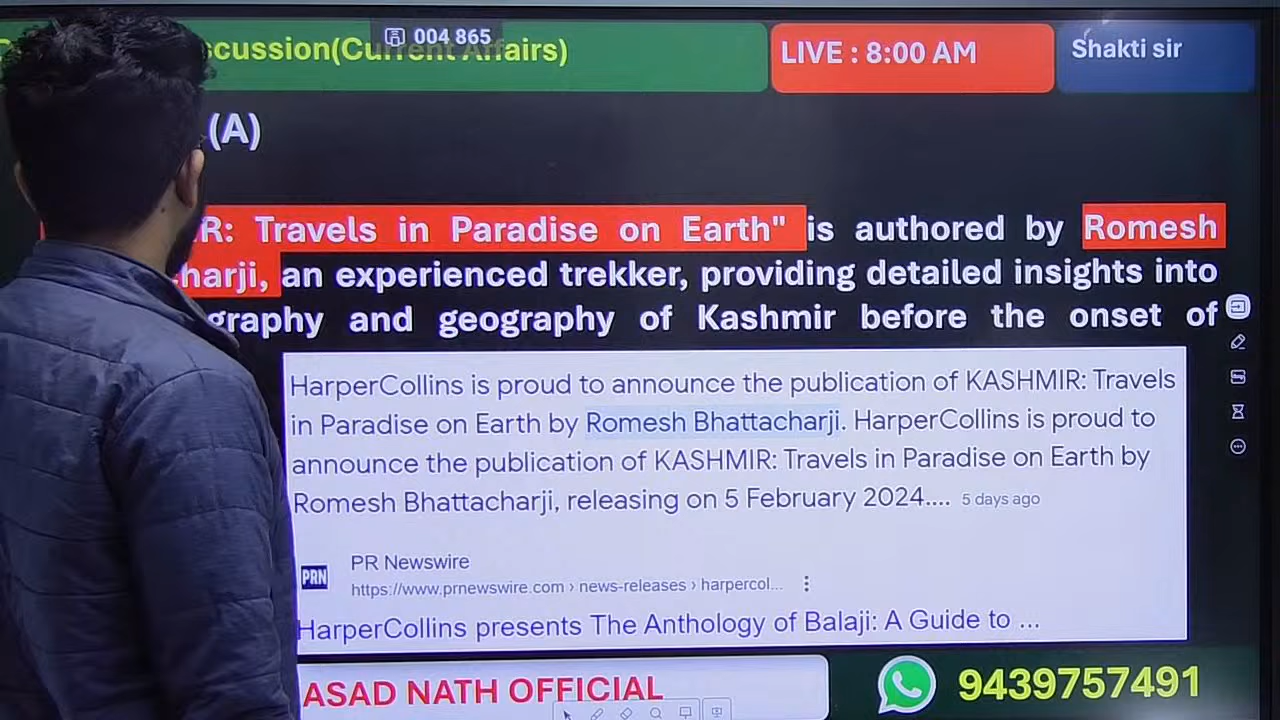 scussion(Current Affairs)
004 865
LIVE : 8:00 AM
Shakti sir
(A)
R: Travels in Paradise on Earth" is authored by Romesh
charji, an experienced trekker, providing detailed insights into
graphy and geography of Kashmir before the onset of
HarperCollins is proud to announce the publication of KASHMIR: Travels
in Paradise on Earth by Romesh Bhattacharji. HarperCollins is proud to
announce the publication of KASHMIR: Travels in Paradise on Earth by
Romesh Bhattacharji, releasing on 5 February 2024.... 5 days ago
PRN
PR Newswire
https://www.prnewswire.com › news-releases › harpercol...
HarperCollins presents The Anthology of Balaji: A Guide to ...
ASAD NATH OFFICIAL
9439757491